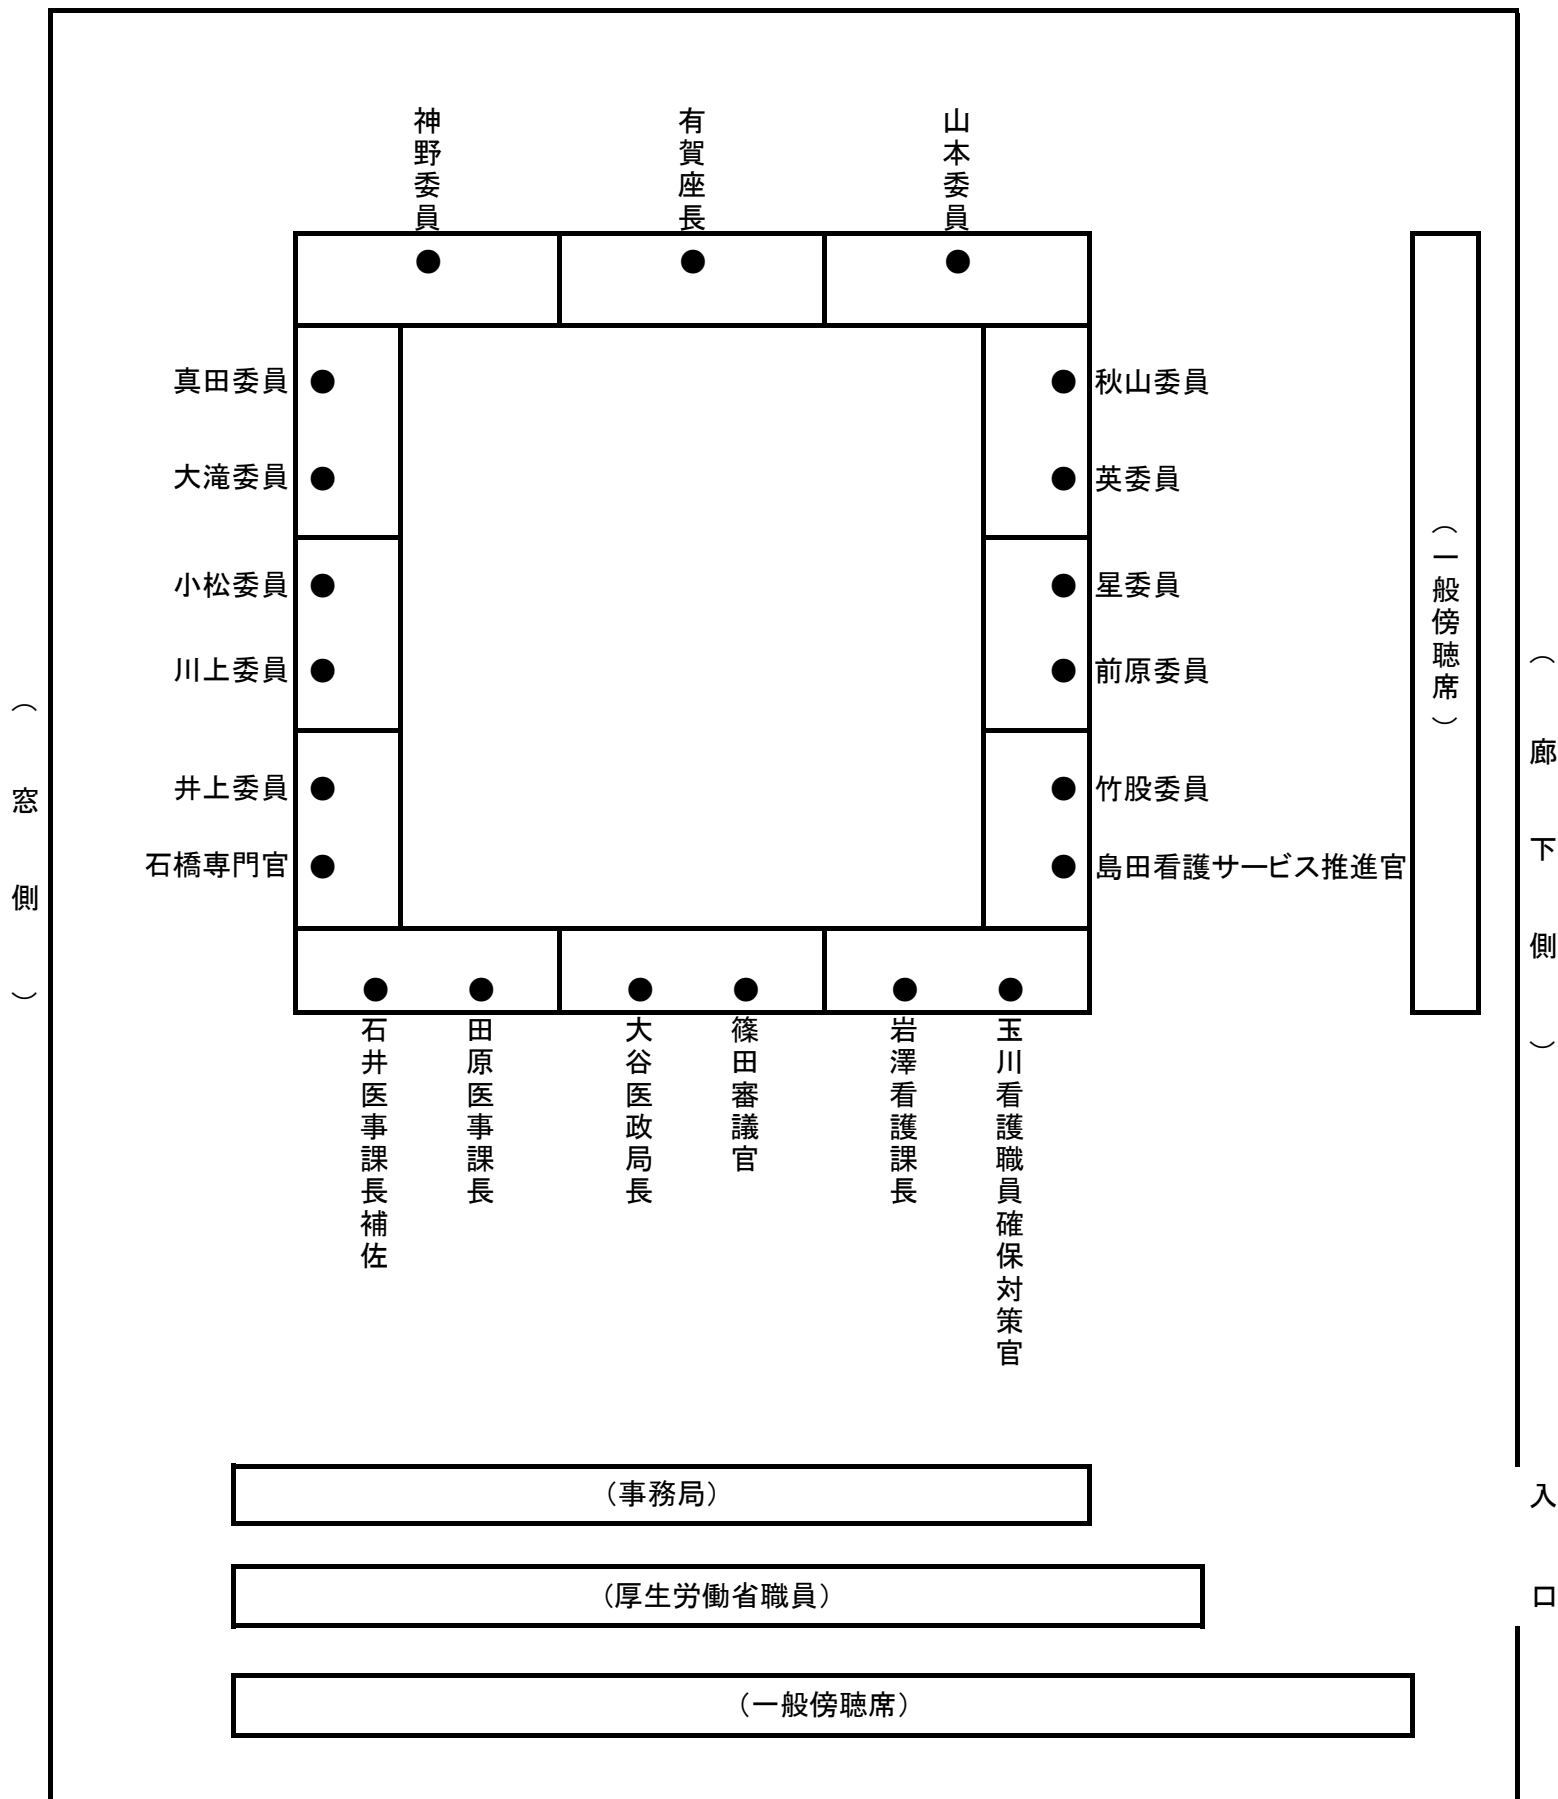 神野委員
有賀座長
山本委員
真田委員
秋山委員
大滝委員
英委員
小松委員
星委員
川上委員
前原委員
井上委員
竹股委員
石橋専門官
島田看護サービス推進官
（一般傍聴席）
（窓側）
（廊下側）
石井医事課長補佐
田原医事課長
大谷医政局長
篠田審議官
岩澤看護課長
玉川看護職員確保対策官
（事務局）
入口
（厚生労働省職員）
（一般傍聴席）